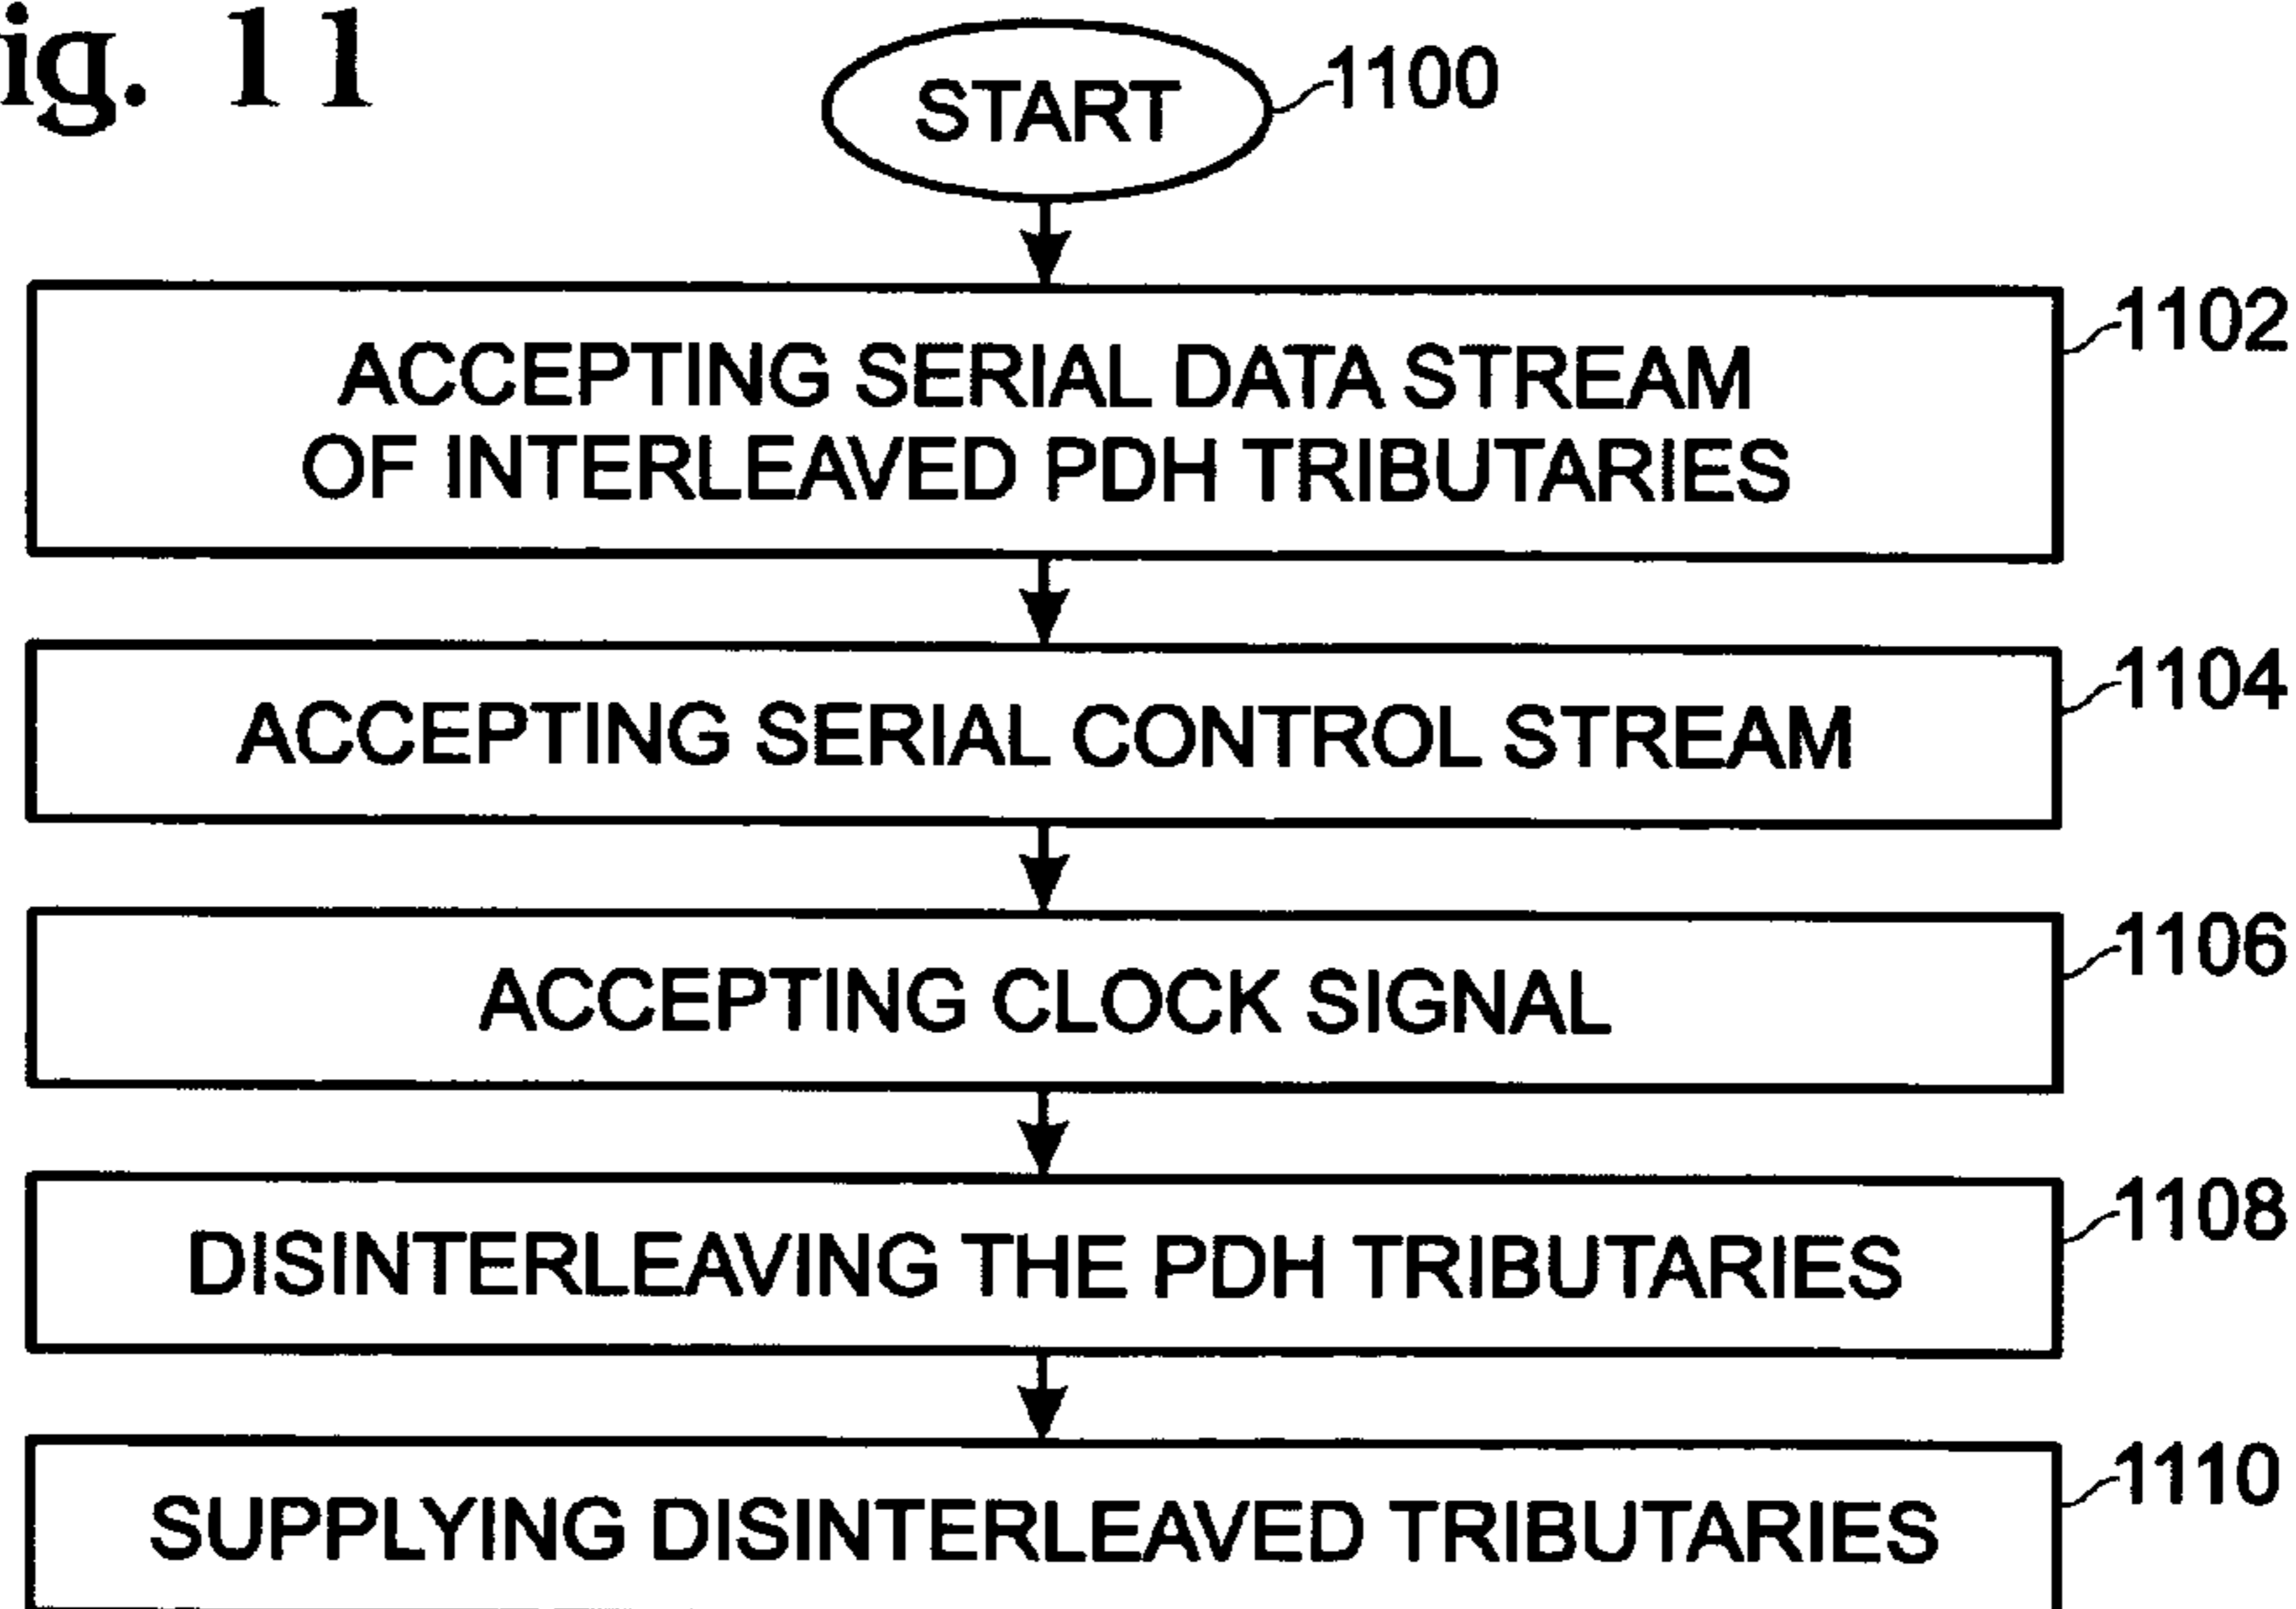 ig. 11
START
1100
ACCEPTING SERIAL DATA STREAM
OF INTERLEAVED PDH TRIBUTARIES
1102
ACCEPTING SERIAL CONTROL STREAM
1104
ACCEPTING CLOCK SIGNAL
1106
DISINTERLEAVING THE PDH TRIBUTARIES
1108
SUPPLYING DISINTERLEAVED TRIBUTARIES
1110